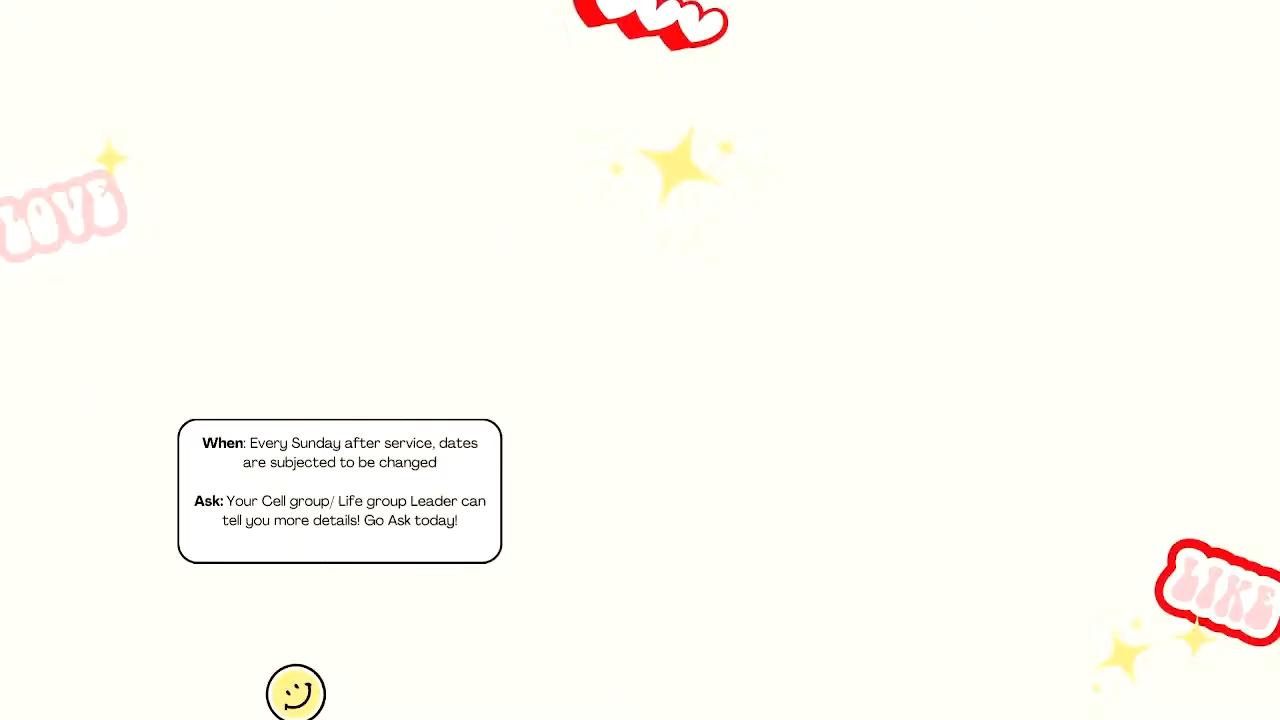 LOVE
When: Every Sunday after service, dates
are subjected to be changed
Ask: Your Cell group/ Life group Leader can
tell you more details! Go Ask today!
LIKE